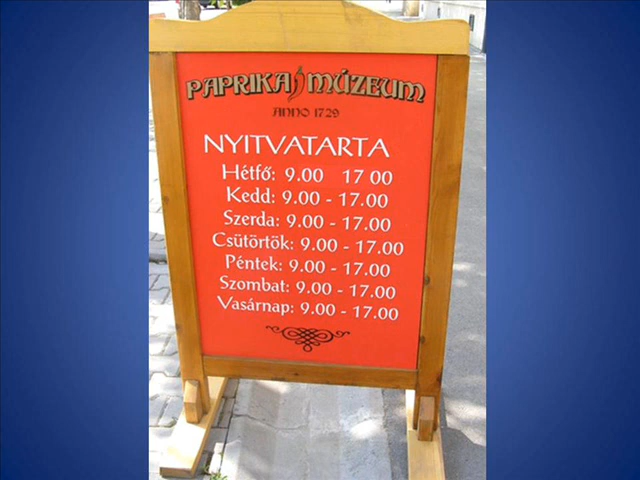 PAPRIKA MÚZEUM
ANNO 1729
NYITVATARTA
Hétfő: 9.00 17 00
Kedd: 9.00 - 17.00
Szerda: 9.00 - 17.00
Csütörtök: 9.00 - 17.00
Péntek: 9.00 - 17.00
Szombat: 9.00 - 17.00
Vasárnap: 9.00 - 17.00